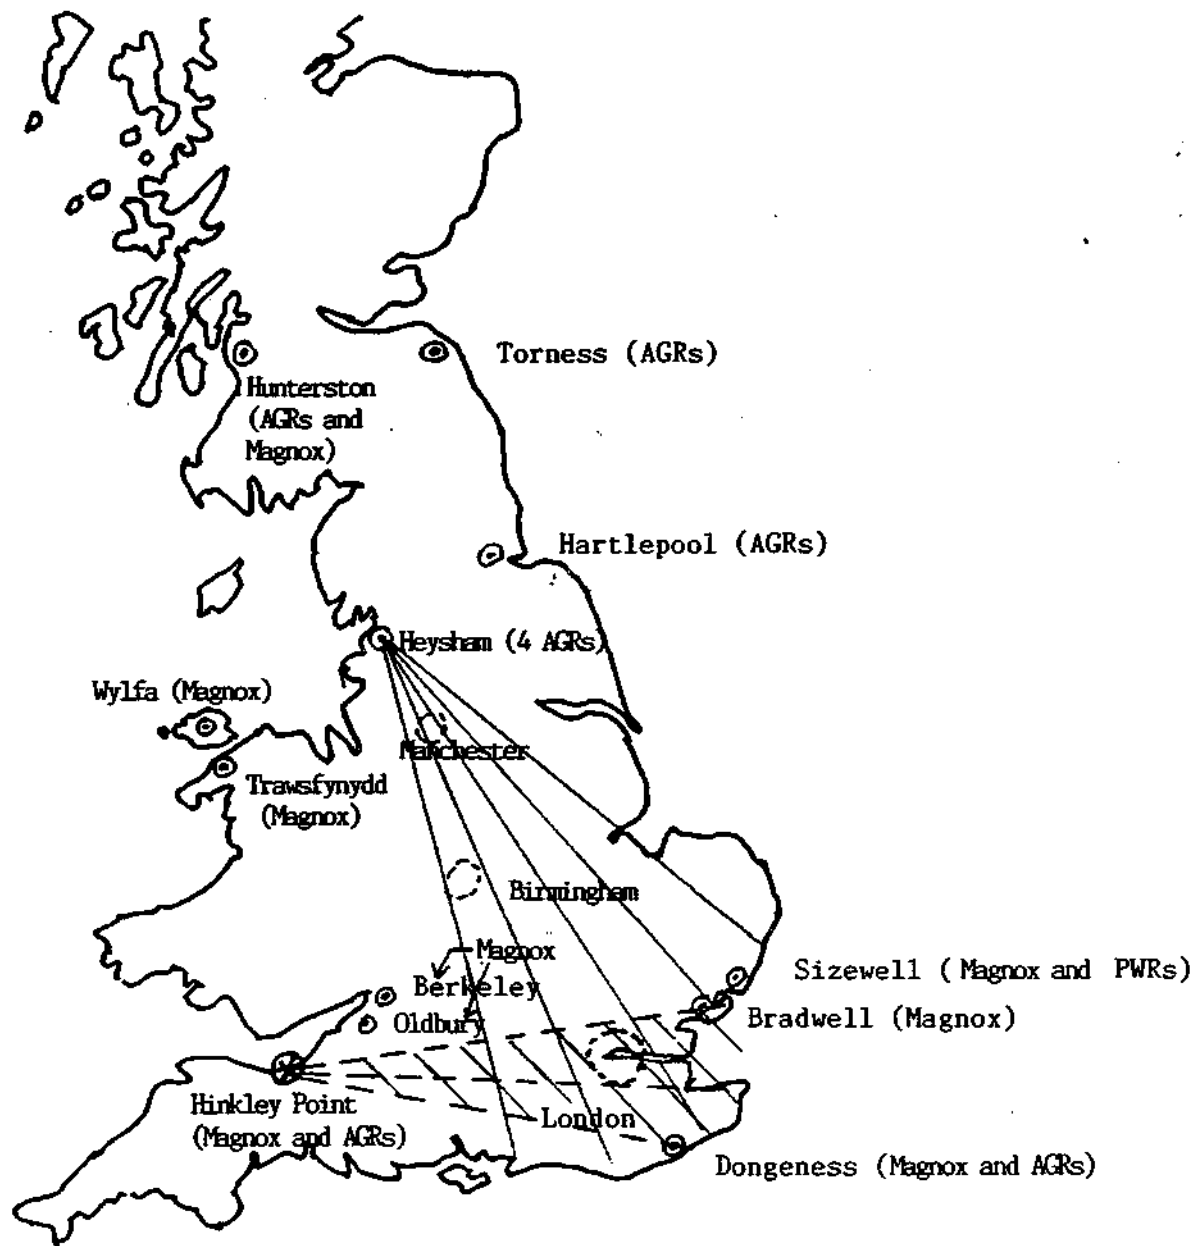 Torness (AGRs)
Hunterston
(AGRs and
Magnox)
Hartlepool (AGRs)
Heysham (4 AGRs)
Wylfa (Magnox)
Manchester
Trawsfynydd
(Magnox)
Birmingham
Magnox
Berkeley
Sizewell (Magnox and PWRs)
Oldbury
Bradwell (Magnox)
Hinkley Point
(Magnox and AGRs)
London
Dongeness (Magnox and AGRs)